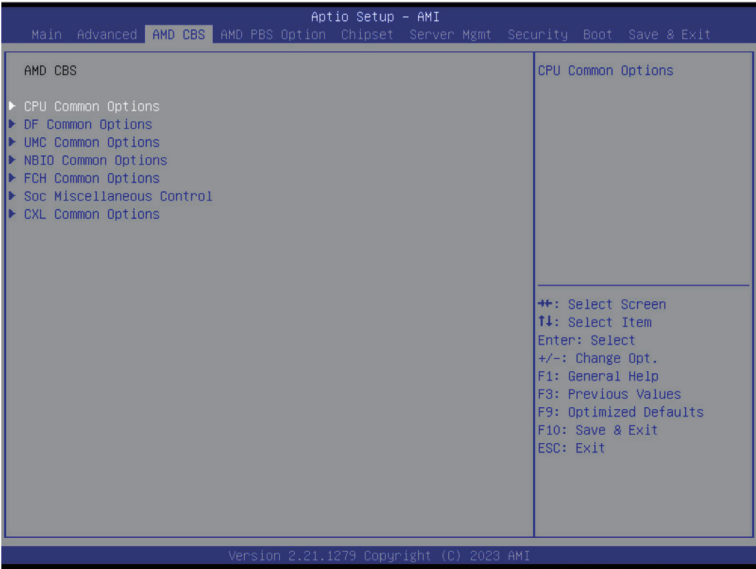 Aptio Setup - AMI
Main Advanced AMD CBS AMD PBS Option Chipset Server Mgmt Security Boot Save & Exit
AMD CBS
CPU Common Options
DF Common Options
UMC Common Options
NBIO Common Options
FCH Common Options
Soc Miscellaneous Control
CXL Common Options
CPU Common Options
→←: Select Screen
↑↓: Select Item
Enter: Select
+/-: Change Opt.
F1: General Help
F3: Previous Values
F9: Optimized Defaults
F10: Save & Exit
ESC: Exit
Version 2.21.1279 Copyright (C) 2023 AMI